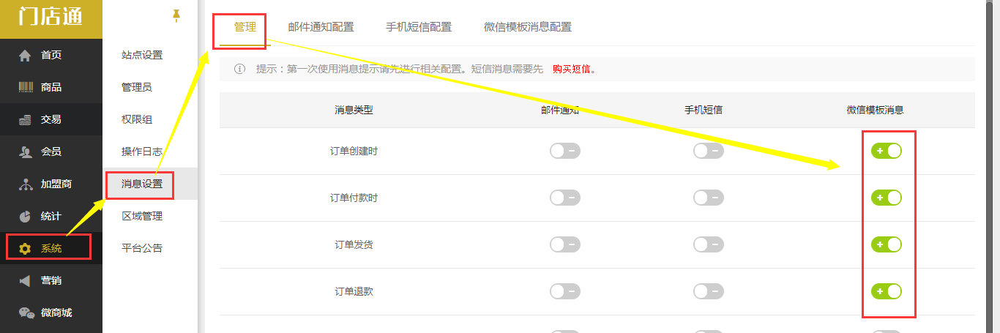 门店通
首页
商品
交易
会员
加盟商
统计
系统
营销
微商城
站点设置
管理员
权限组
操作日志
消息设置
区域管理
平台公告
管理 邮件通知配置 手机短信配置 微信模板消息配置
提示：第一次使用消息提示请先进行相关配置。短信消息需要先 购买短信。
消息类型 邮件通知 手机短信 微信模板消息
订单创建时
订单付款时
订单发货
订单退款